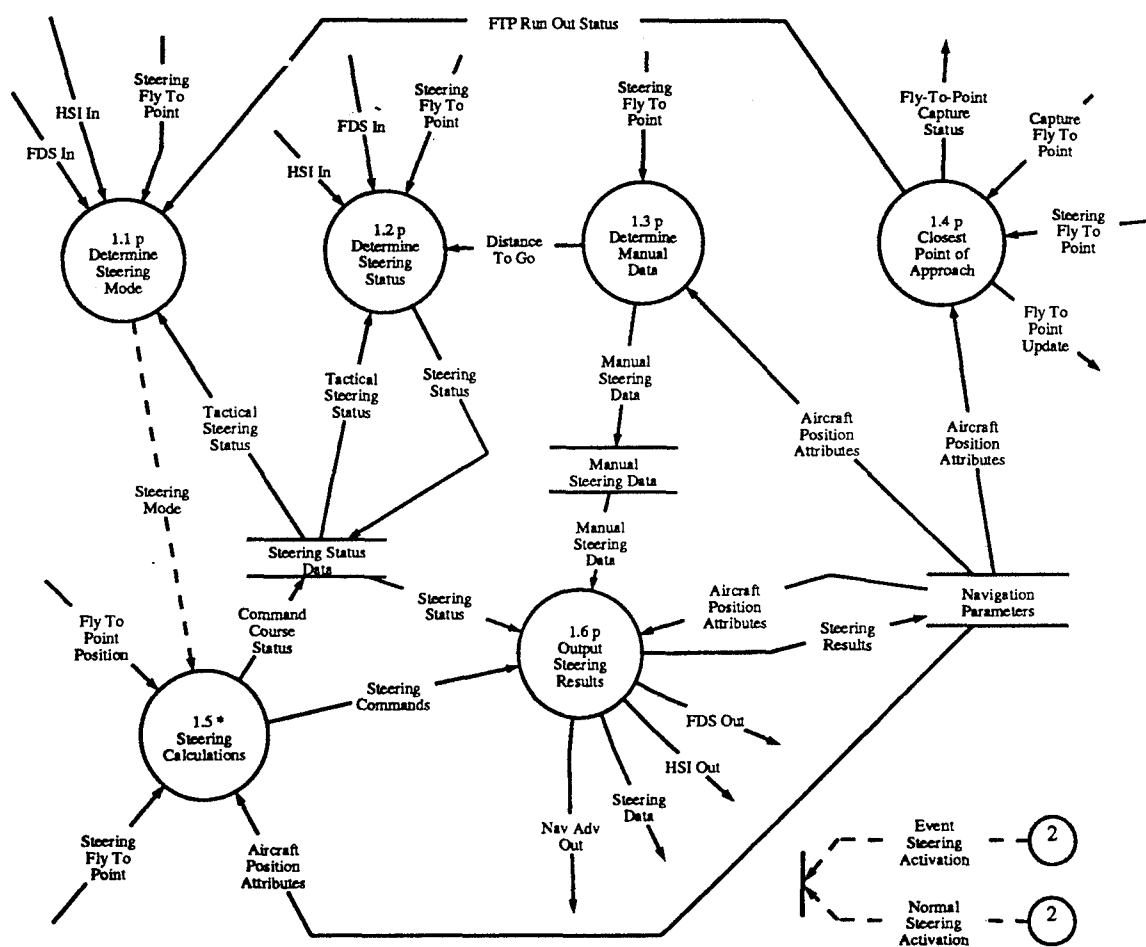 FTP Run Out Status
Steering
Fly To
Point
HSI In
FDS In
Steering
Fly To
Point
FDS In
HSI In
Steering
Fly To
Point
Fly-To-Point
Capture
Status
Capture
Fly To
Point
Steering
Fly To
Point
1.1 p
Determine
Steering
Mode
1.2 p
Determine
Steering
Status
Distance
To Go
1.3 p
Determine
Manual
Data
1.4 p
Closest
Point of
Approach
Fly To
Point
Update
Tactical
Steering
Status
Tactical
Steering
Status
Steering
Status
Manual
Steering
Data
Aircraft
Position
Attributes
Aircraft
Position
Attributes
Steering
Mode
Manual
Steering Data
Steering Status
Data
Manual
Steering
Data
Fly To
Point
Position
Command
Course
Status
Steering
Status
Aircraft
Position
Attributes
Navigation
Parameters
1.6 p
Output
Steering
Results
Steering
Results
1.5 *
Steering
Calculations
Steering
Commands
FDS Out
HSI Out
Steering
Data
Nav Adv
Out
Steering
Fly To
Point
Aircraft
Position
Attributes
Event
Steering
Activation
2
Normal
Steering
Activation
2